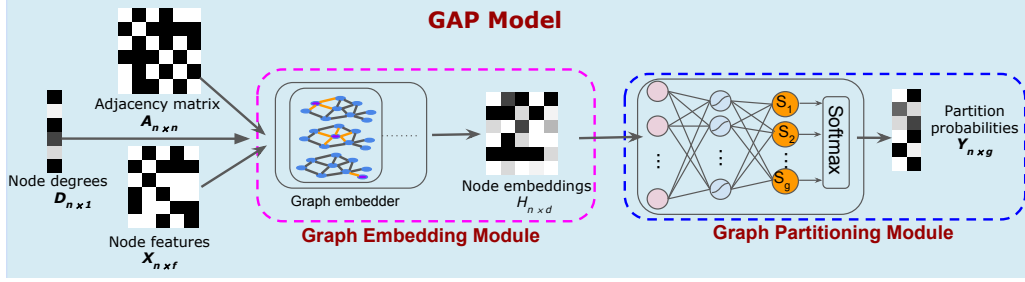 GAP Model
Adjacency matrix
A n x n
Node degrees
D n x 1
Node features
X n x f
Graph embedder
Node embeddings
H n x d
Graph Embedding Module
S1
S2
Sg
Softmax
Partition
probabilities
Y n x g
Graph Partitioning Module